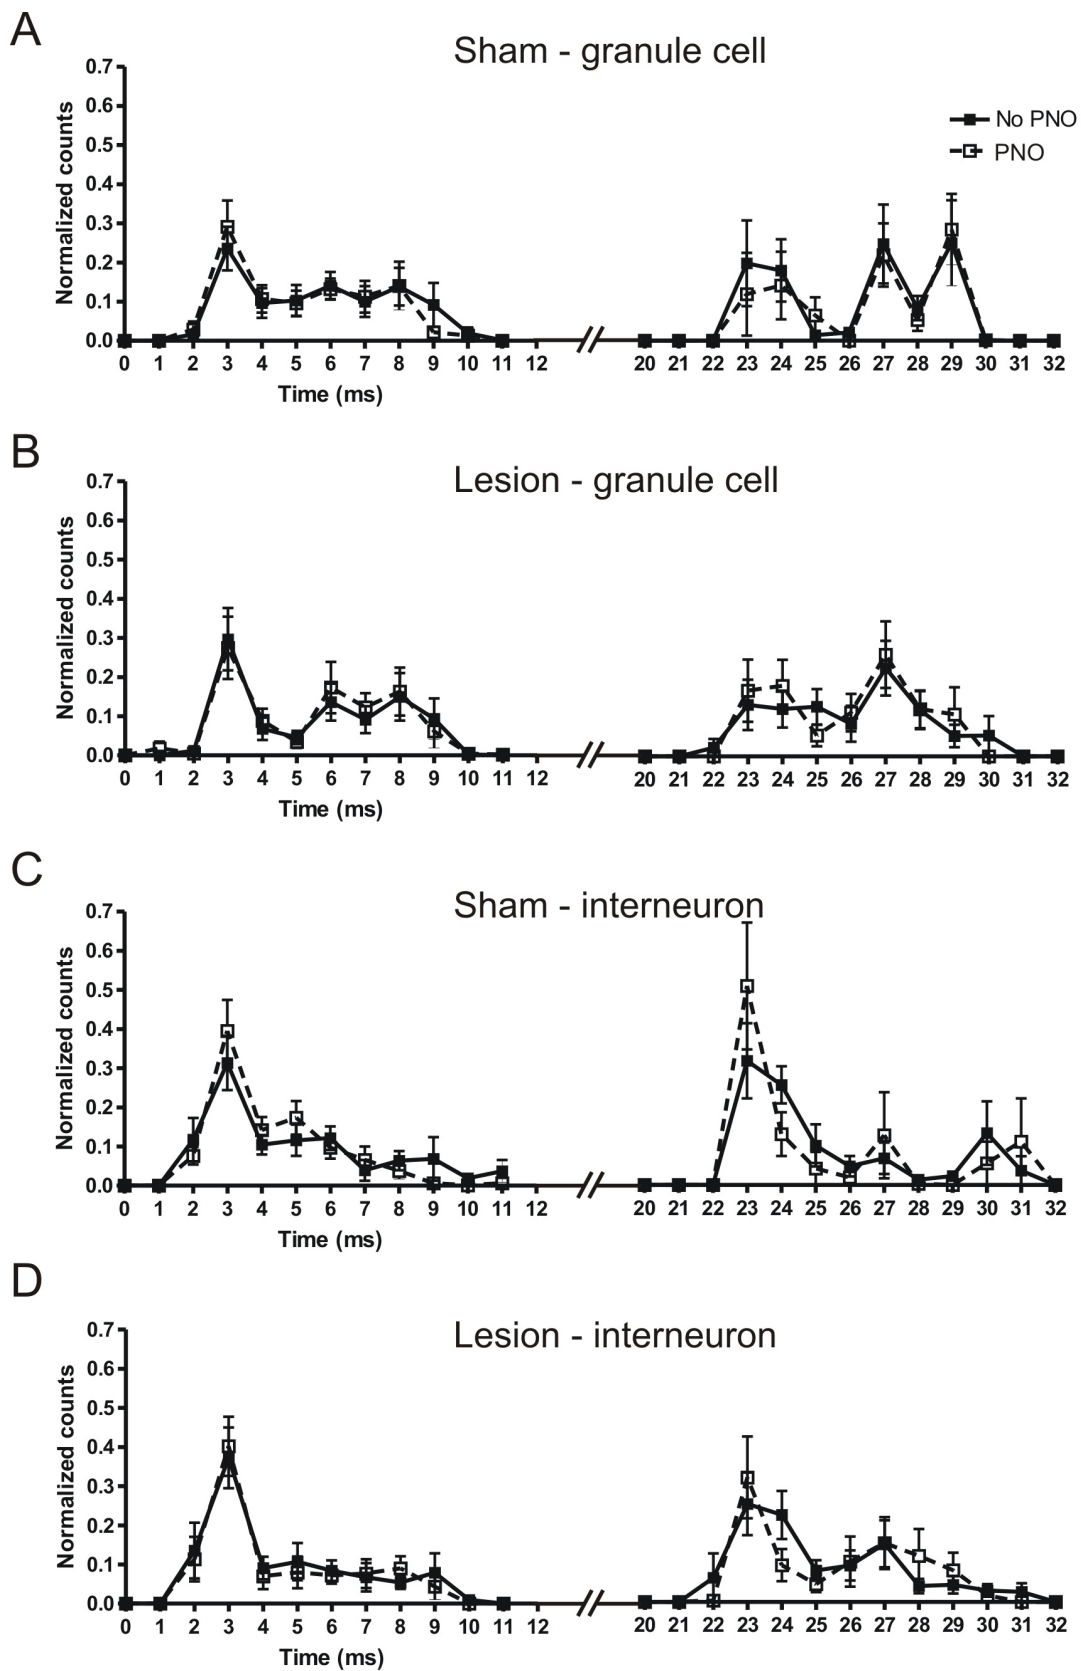 A
Sham - granule cell
Normalized counts
0.7
0.6
0.5
0.4
0.3
0.2
0.1
0.0
No PNO
PNO
0 1 2 3 4 5 6 7 8 9 10 11 12 20 21 22 23 24 25 26 27 28 29 30 31 32
Time (ms)
B
Lesion - granule cell
Normalized counts
0.7
0.6
0.5
0.4
0.3
0.2
0.1
0.0
0 1 2 3 4 5 6 7 8 9 10 11 12 20 21 22 23 24 25 26 27 28 29 30 31 32
Time (ms)
C
Sham - interneuron
Normalized counts
0.7
0.6
0.5
0.4
0.3
0.2
0.1
0.0
0 1 2 3 4 5 6 7 8 9 10 11 12 20 21 22 23 24 25 26 27 28 29 30 31 32
Time (ms)
D
Lesion - interneuron
Normalized counts
0.7
0.6
0.5
0.4
0.3
0.2
0.1
0.0
0 1 2 3 4 5 6 7 8 9 10 11 12 20 21 22 23 24 25 26 27 28 29 30 31 32
Time (ms)